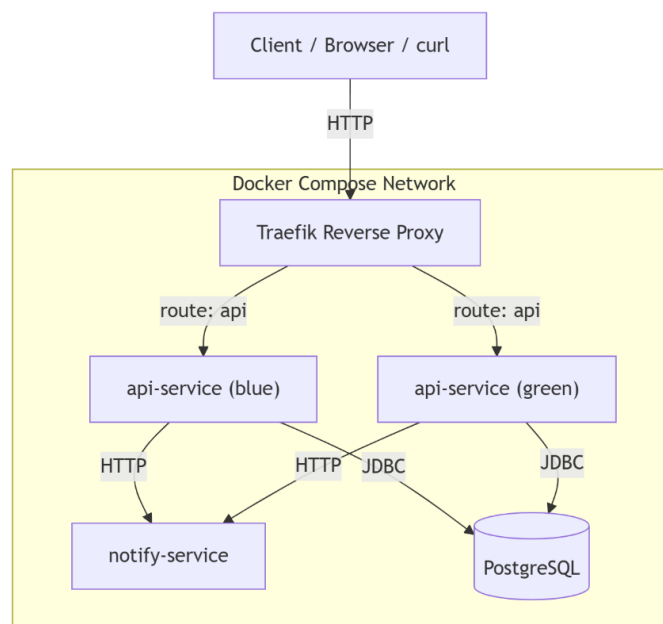 Client / Browser / curl
HTTP
Docker Compose Network
Traefik Reverse Proxy
route: api
route: api
api-service (blue)
api-service (green)
HTTP
HTTP
JDBC
JDBC
notify-service
PostgreSQL